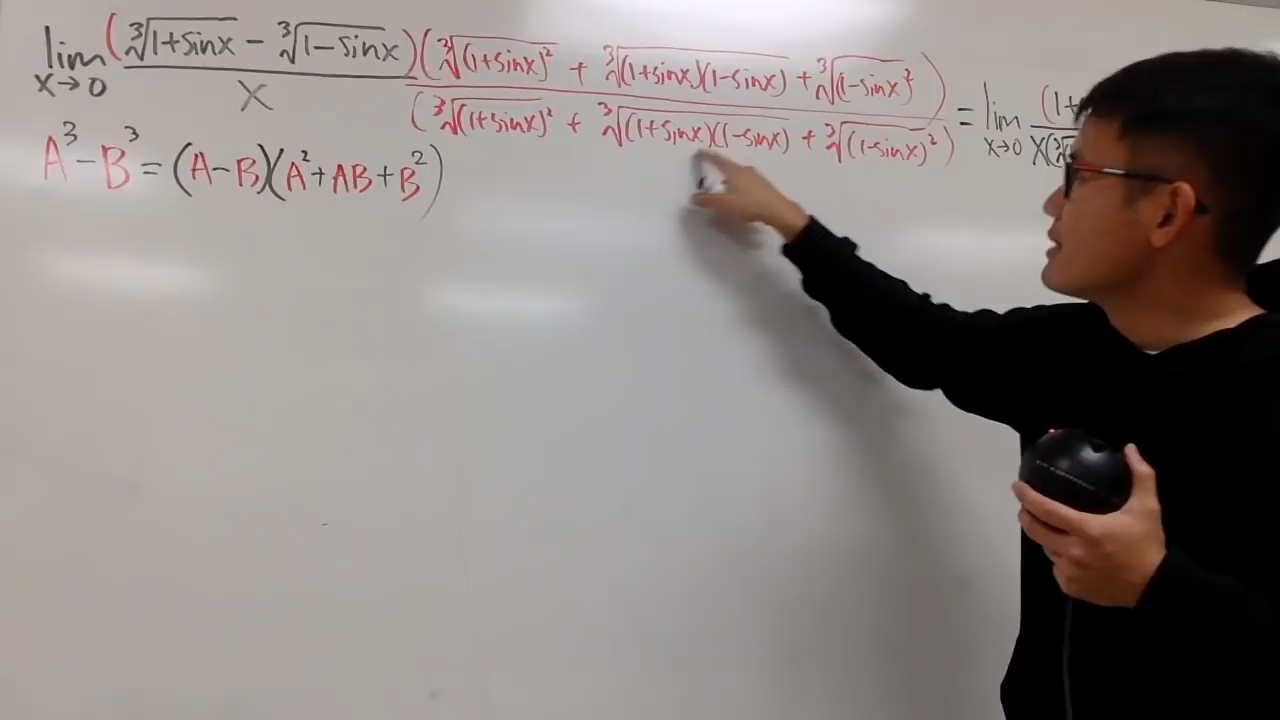 lim x→0 (∛(1+sinx) - ∛(1-sinx))/x · (∛(1+sinx)² + ∛(1+sinx)(1-sinx) + ∛(1-sinx)²)/(∛(1+sinx)² + ∛(1+sinx)(1-sinx) + ∛(1-sinx)²) = lim x→0 (1+ / x(∛
A³-B³=(A-B)(A²+AB+B²)